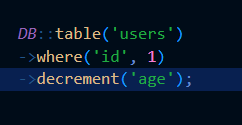 DB::table('users')
->where('id', 1)
->decrement('age');